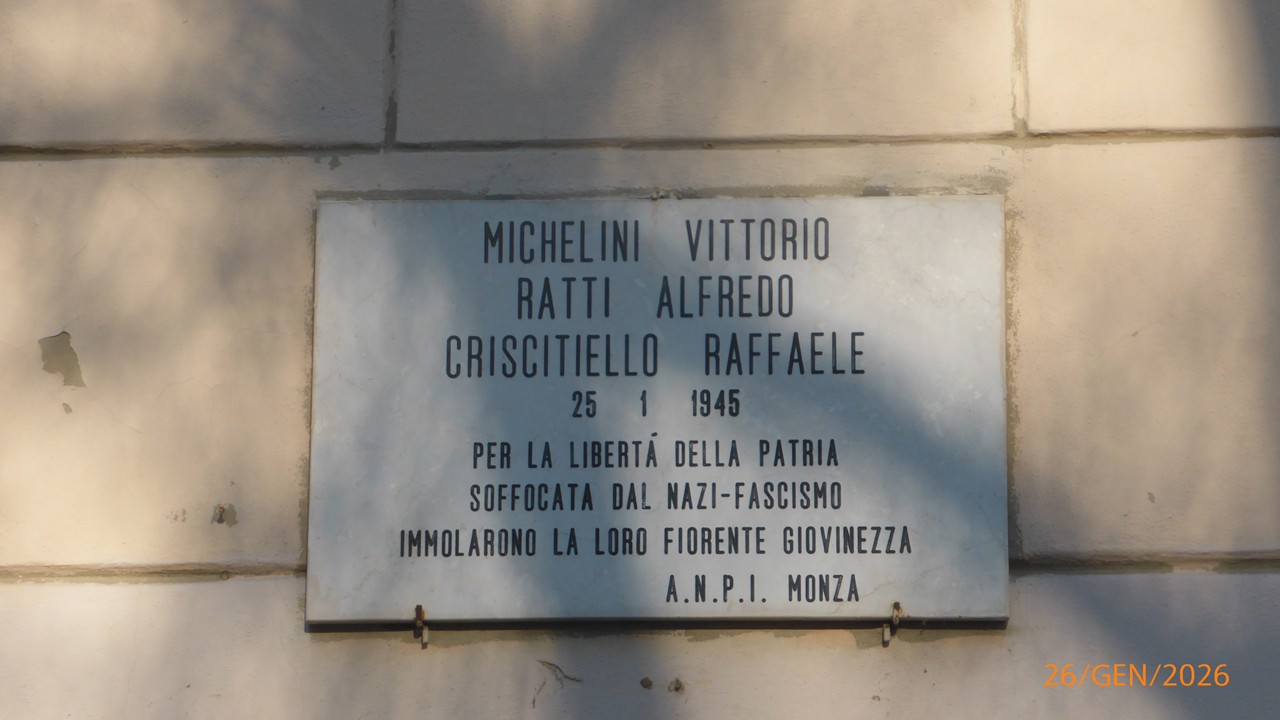 MICHELINI VITTORIO
RATTI ALFREDO
CRISCITIELLO RAFFAELE
25 1 1945
PER LA LIBERTÁ DELLA PATRIA
SOFFOCATA DAL NAZI-FASCISMO
IMMOLARONO LA LORO FIORENTE GIOVINEZZA
A.N.P.I. MONZA
26/GEN/2026